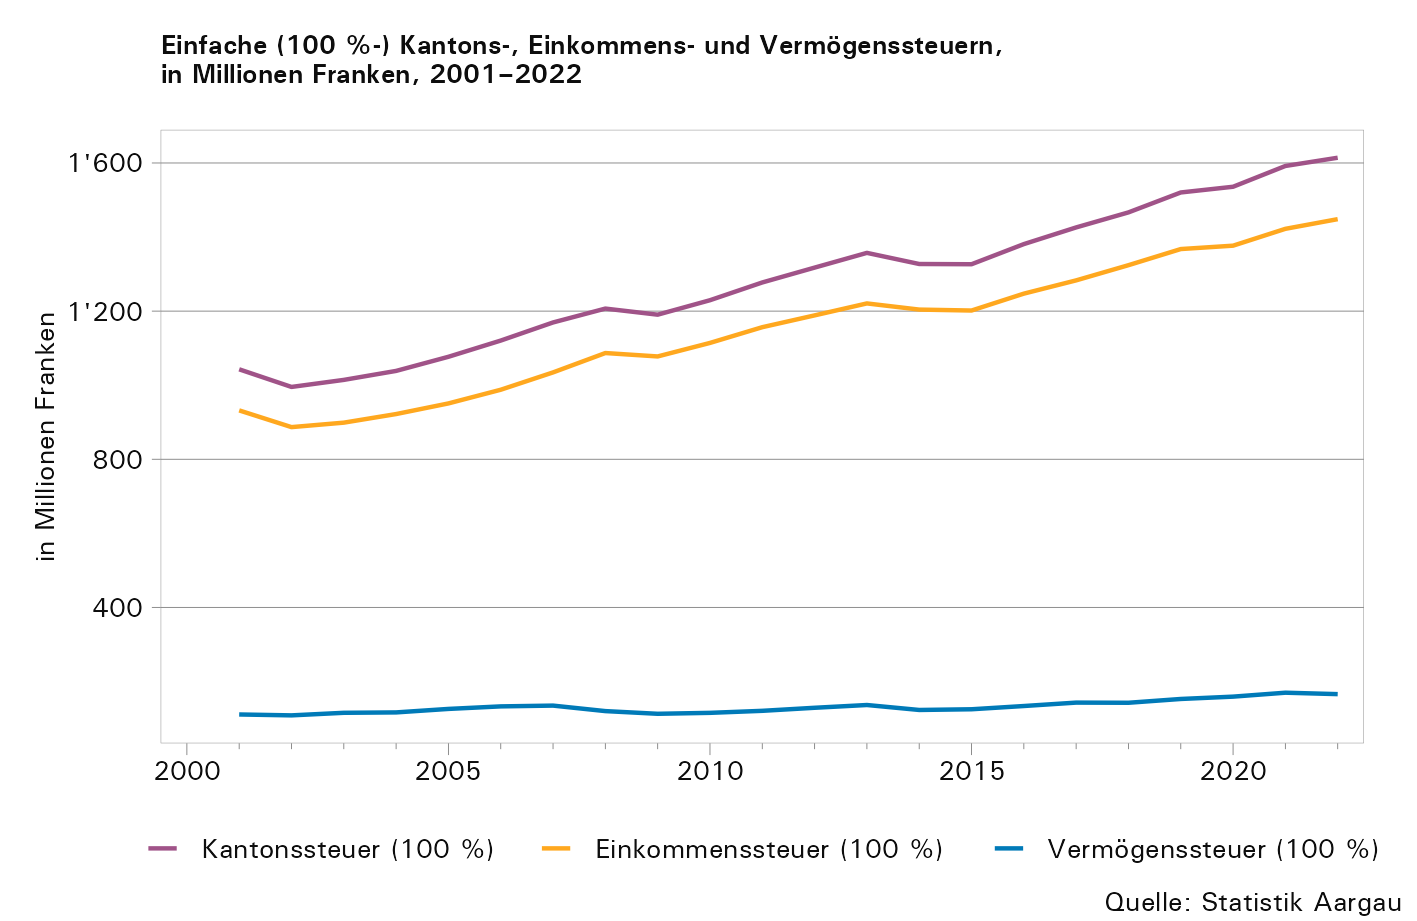 Einfache (100 %-) Kantons-, Einkommens- und Vermögenssteuern,
in Millionen Franken, 2001–2022
in Millionen Franken
1'600
1'200
800
400
2000 2005 2010 2015 2020
Kantonssteuer (100 %) Einkommenssteuer (100 %) Vermögenssteuer (100 %)
Quelle: Statistik Aargau